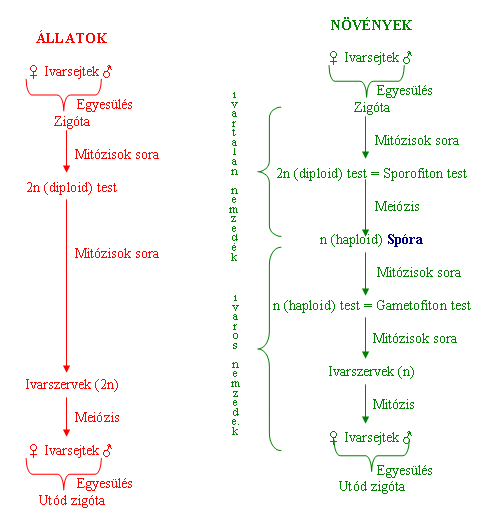 ÁLLATOK
♀ Ivarsejtek ♂
Egyesülés
Zigóta
Mitózisok sora
2n (diploid) test
Mitózisok sora
Ivarszervek (2n)
Meiózis
♀ Ivarsejtek ♂
Egyesülés
Utód zigóta
ivartalan nemzedék
ivaros nemzedék
NÖVÉNYEK
♀ Ivarsejtek ♂
Egyesülés
Zigóta
Mitózisok sora
2n (diploid) test = Sporofiton test
Meiózis
n (haploid) Spóra
Mitózisok sora
n (haploid) test = Gametofiton test
Mitózisok sora
Ivarszervek (n)
Mitózis
♀ Ivarsejtek ♂
Egyesülés
Utód zigóta